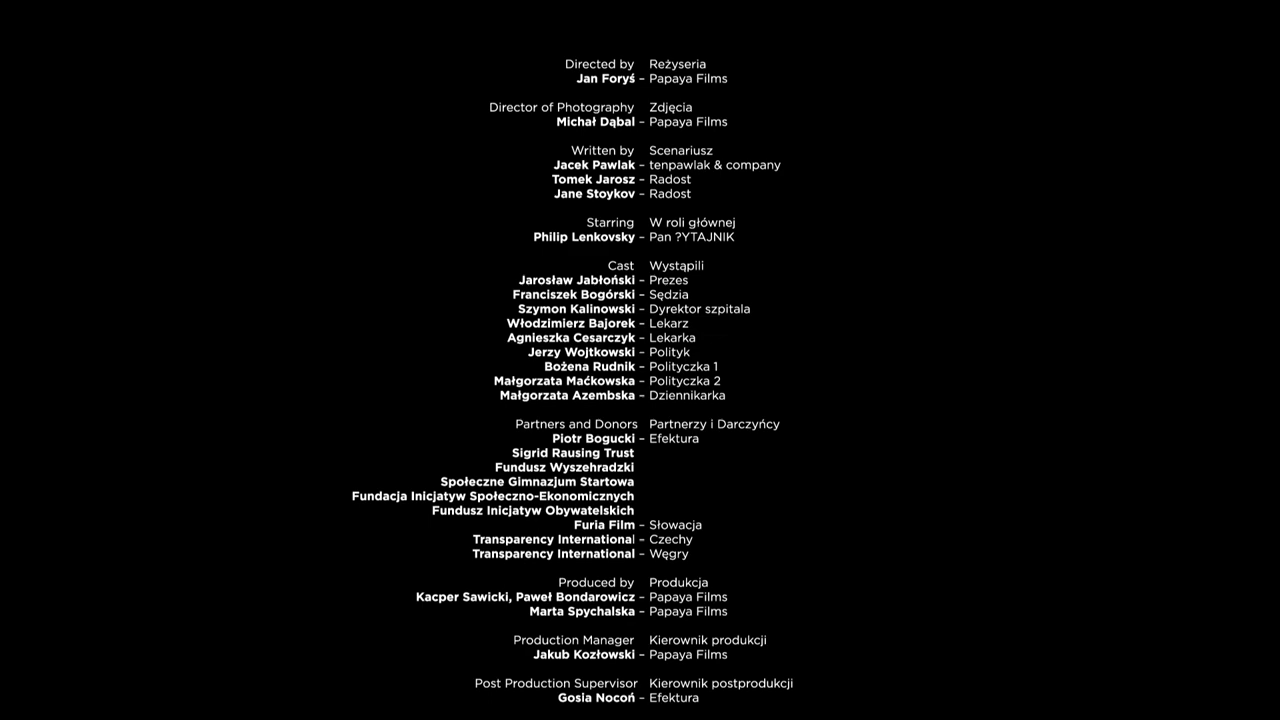 Directed by Reżyseria
Jan Foryś – Papaya Films
Director of Photography Zdjęcia
Michał Dąbal – Papaya Films
Written by Scenariusz
Jacek Pawlak – tenpawlak & company
Tomek Jarosz – Radost
Jane Stoykov – Radost
Starring W roli głównej
Philip Lenkovsky – Pan ?YTAJNIK
Cast Wystąpili
Jarosław Jabłoński – Prezes
Franciszek Bogórski – Sędzia
Szymon Kalinowski – Dyrektor szpitala
Włodzimierz Bajorek – Lekarz
Agnieszka Cesarczyk – Lekarka
Jerzy Wojtkowski – Polityk
Bożena Rudnik – Polityczka 1
Małgorzata Maćkowska – Polityczka 2
Małgorzata Azembska – Dziennikarka
Partners and Donors Partnerzy i Darczyńcy
Piotr Bogucki – Efektura
Sigrid Rausing Trust
Fundusz Wyszehradzki
Społeczne Gimnazjum Startowa
Fundacja Inicjatyw Społeczno-Ekonomicznych
Fundusz Inicjatyw Obywatelskich
Furia Film – Słowacja
Transparency International – Czechy
Transparency International – Węgry
Produced by Produkcja
Kacper Sawicki, Paweł Bondarowicz – Papaya Films
Marta Spychalska – Papaya Films
Production Manager Kierownik produkcji
Jakub Kozłowski – Papaya Films
Post Production Supervisor Kierownik postprodukcji
Gosia Nocoń – Efektura